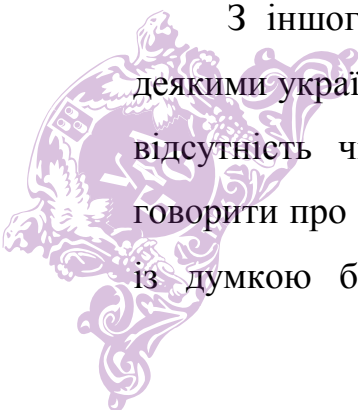 З іншог
деякими украї
відсутність ч
говорити про
із думкою б